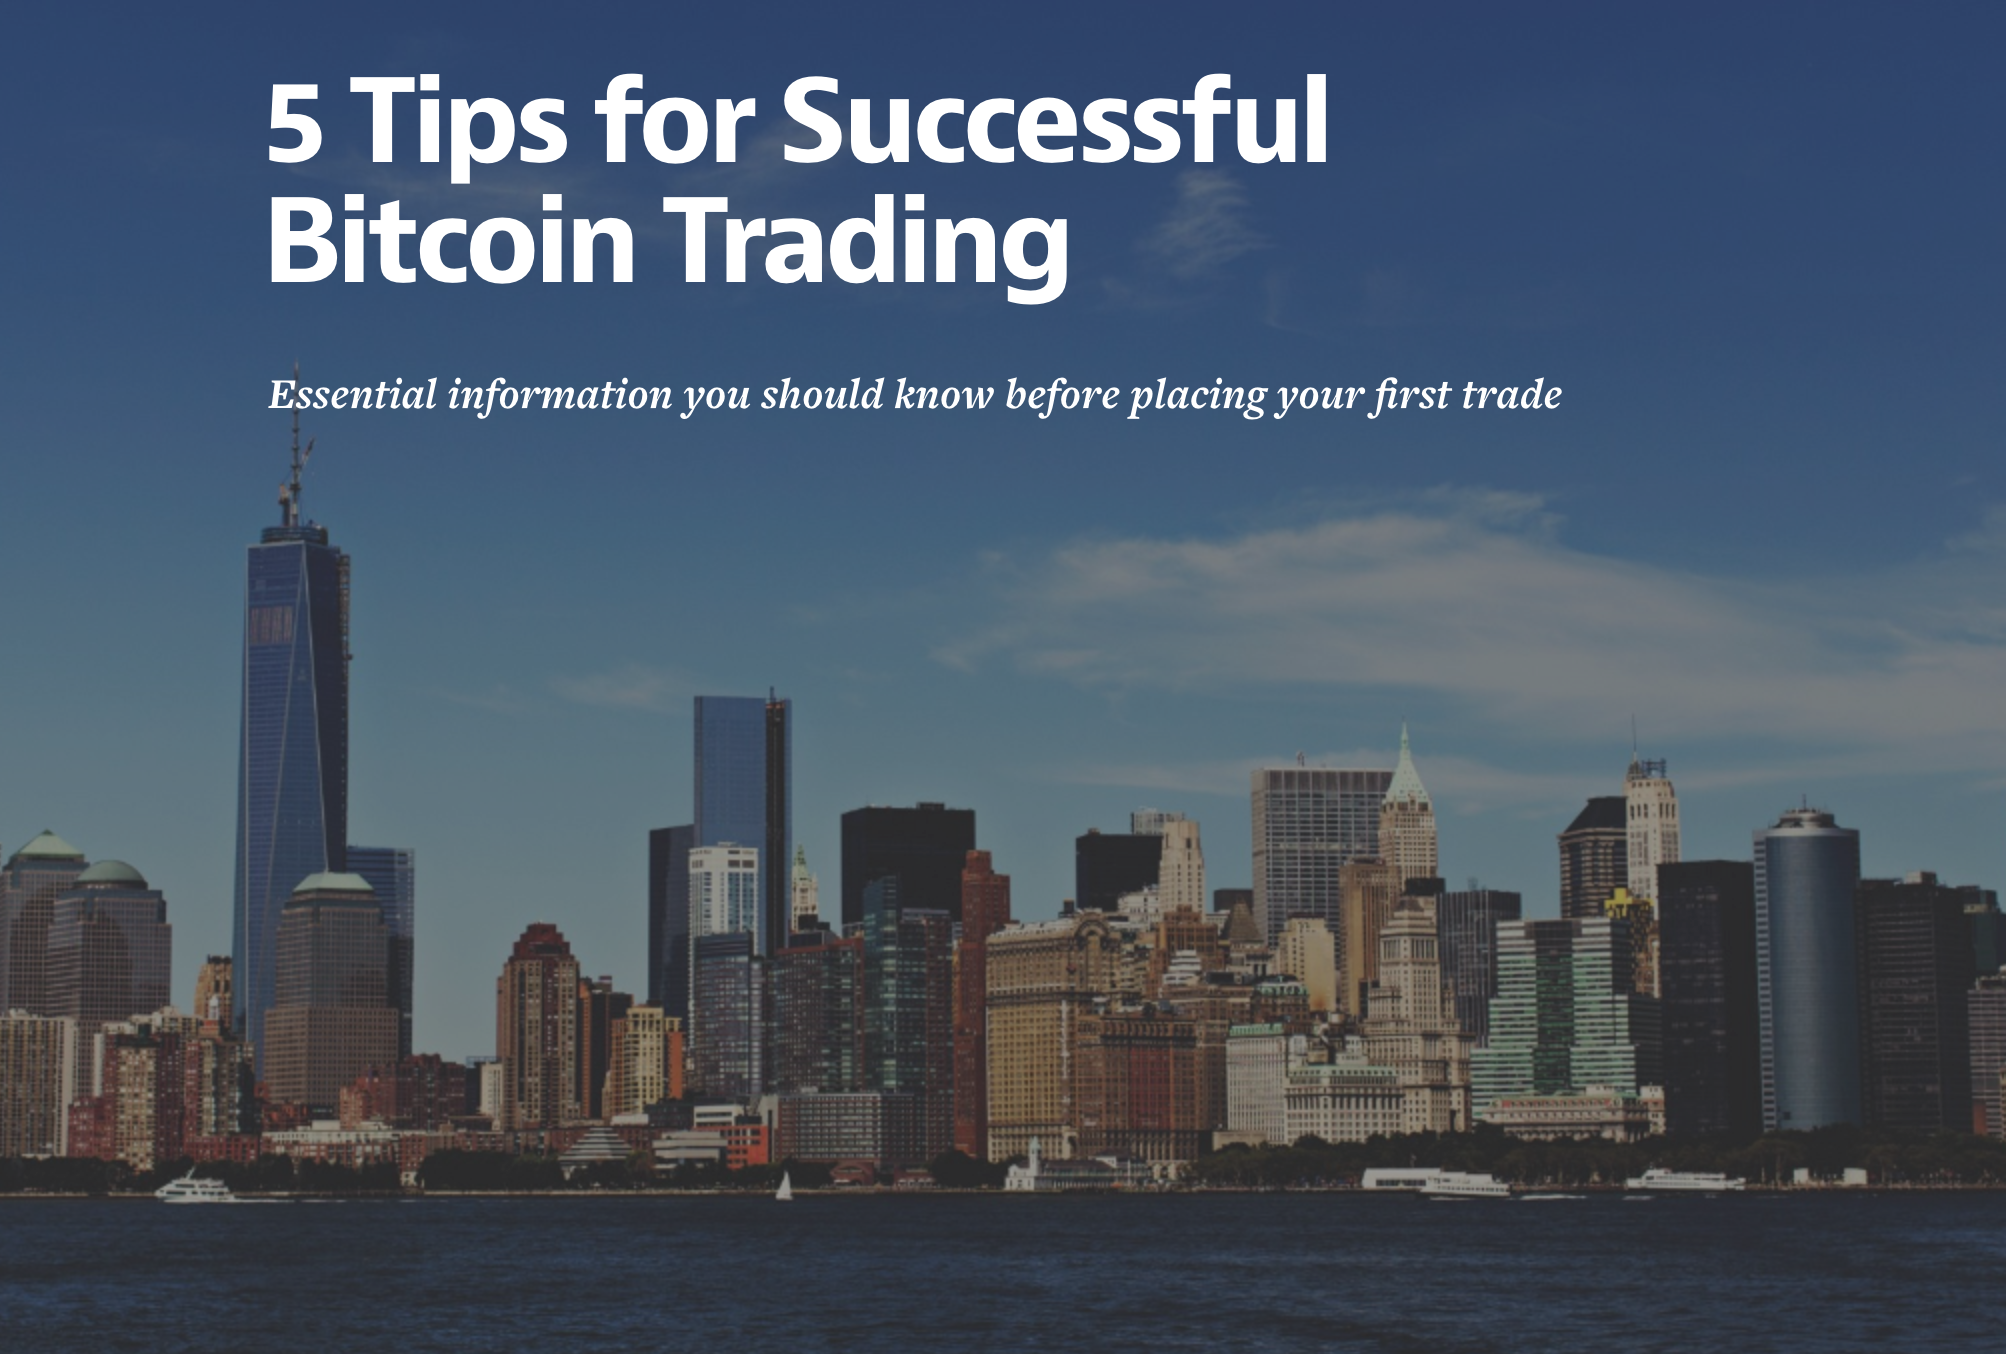 5 Tips for Successful
Bitcoin Trading
Essential information you should know before placing your first trade